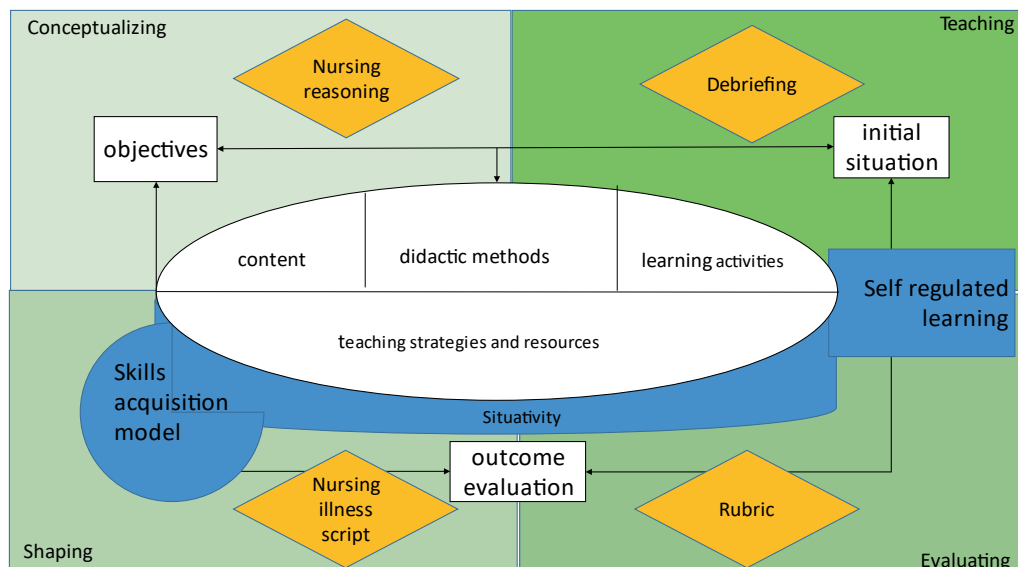 Conceptualizing
Teaching
Nursing
reasoning
Debriefing
objectives
initial
situation
content
didactic methods
learning activities
Self regulated
learning
teaching strategies and resources
Skills
acquisition
model
Situativity
outcome
evaluation
Nursing
illness
script
Rubric
Shaping
Evaluating